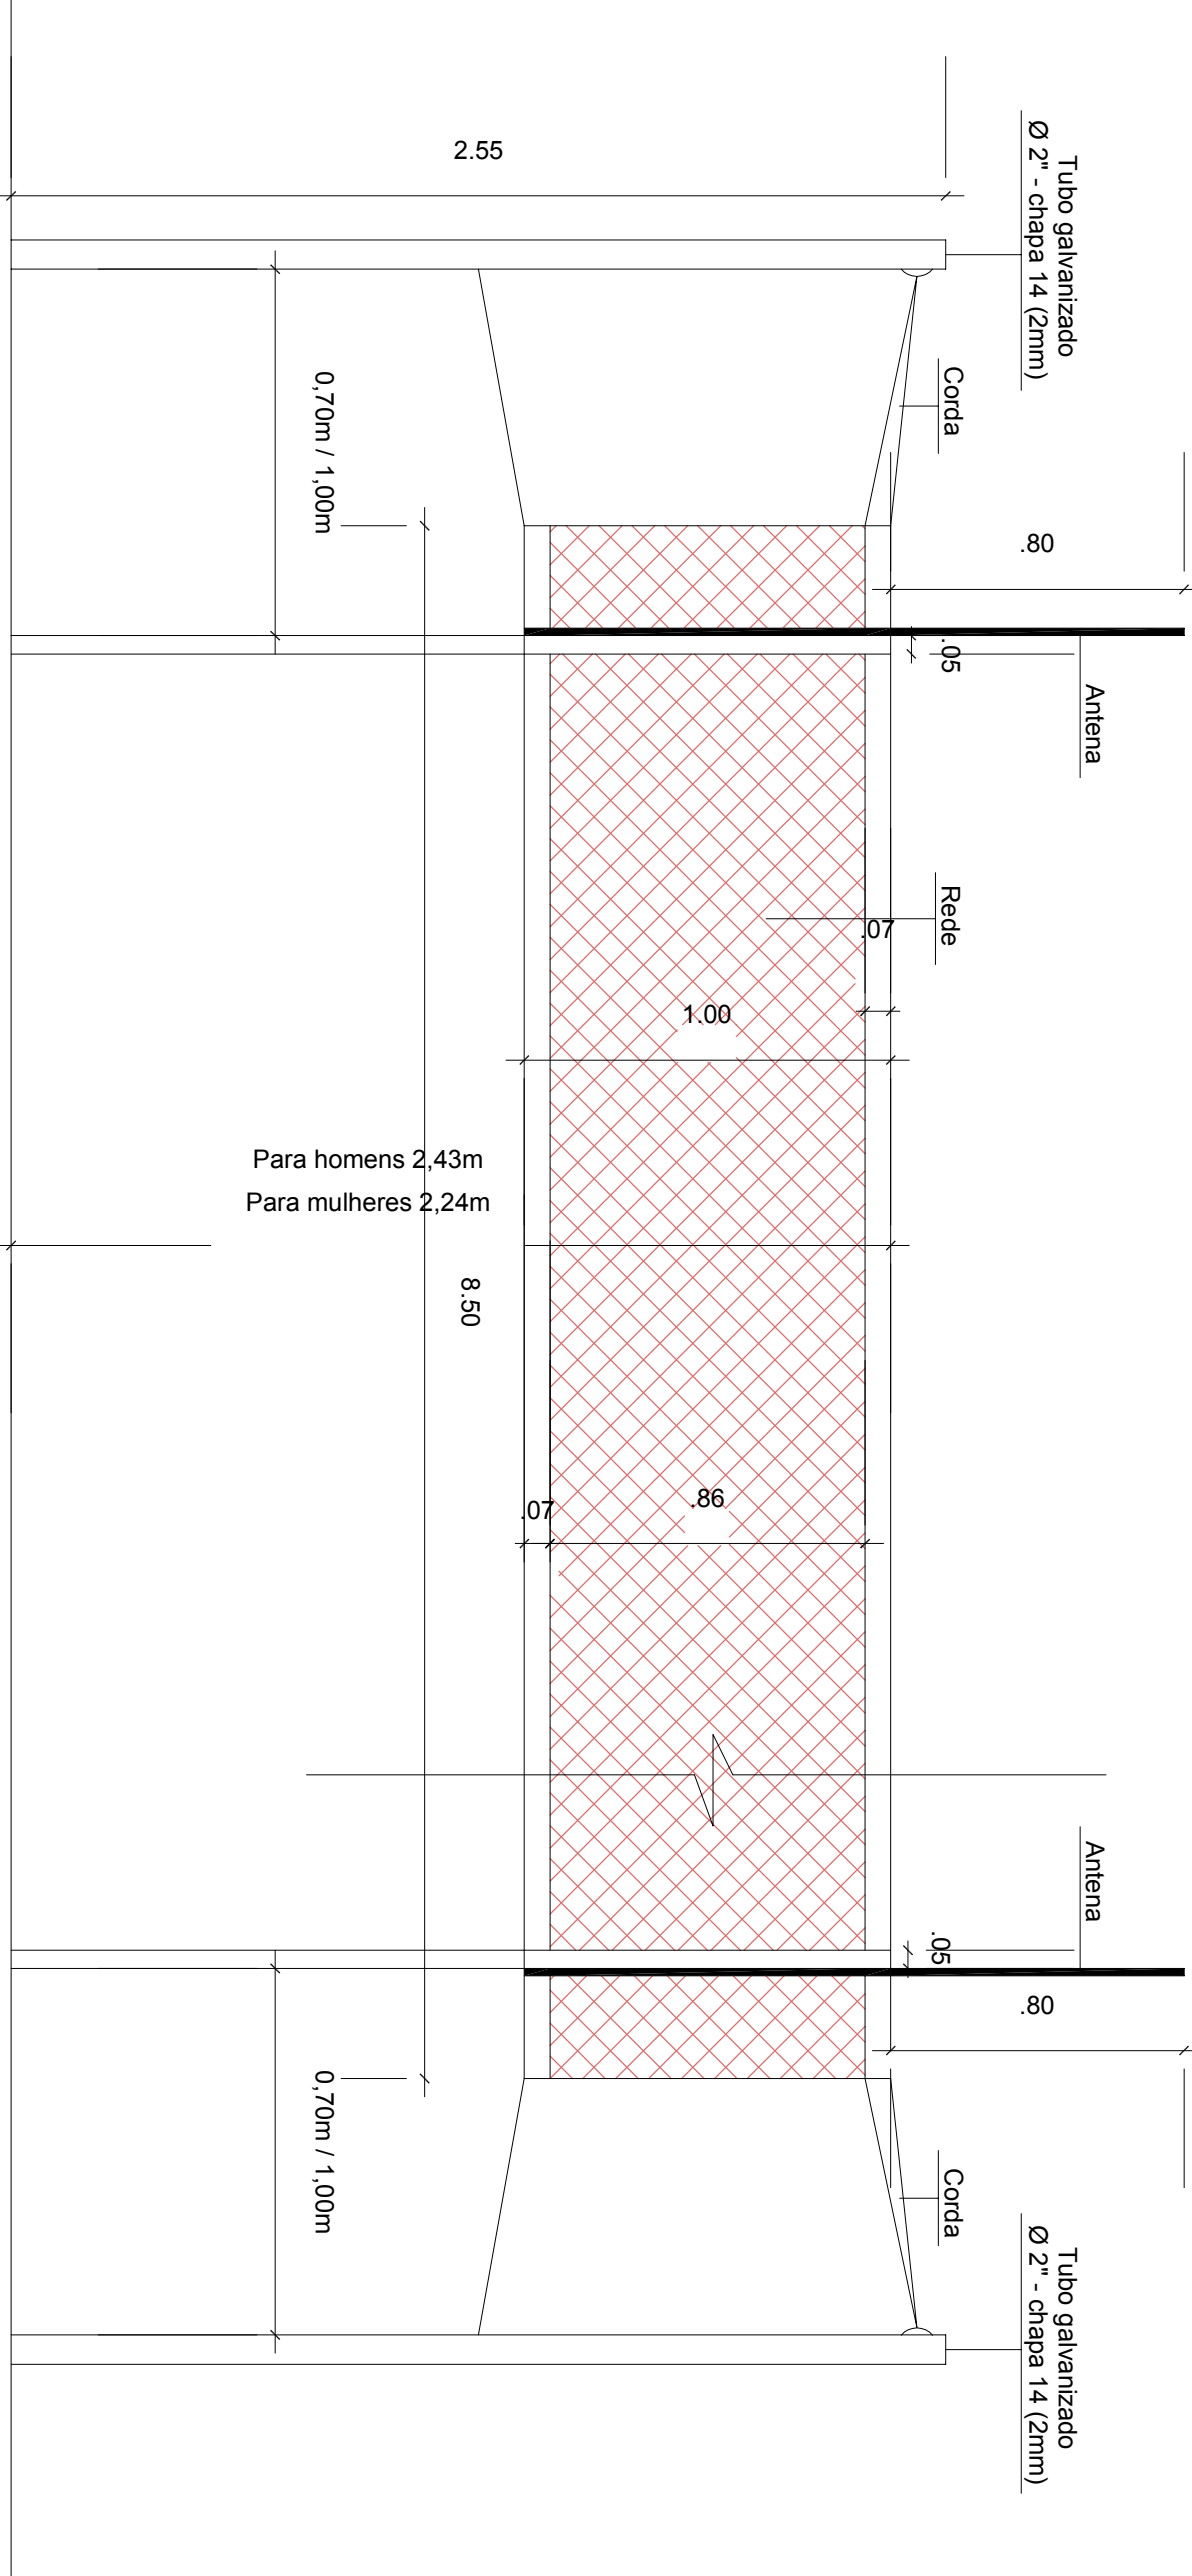 2.55
Tubo galvanizado
Ø 2" - chapa 14 (2mm)
Corda
0,70m / 1,00m
.80
.05
Antena
Rede
.07
1.00
Para homens 2,43m
Para mulheres 2,24m
8.50
.07
.86
Antena
.05
.80
0,70m / 1,00m
Corda
Tubo galvanizado
Ø 2" - chapa 14 (2mm)